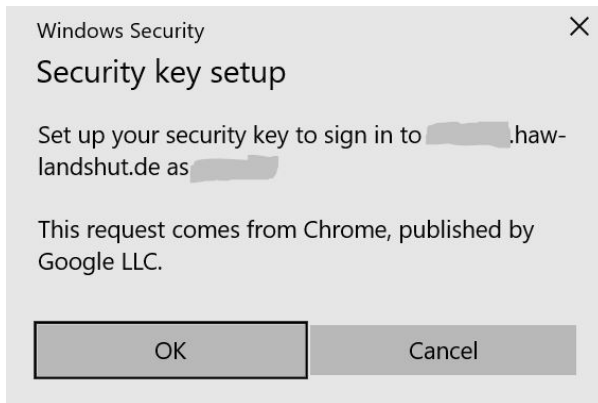 Windows Security
Security key setup
Set up your security key to sign in to .haw-
landshut.de as
This request comes from Chrome, published by
Google LLC.
OK
Cancel